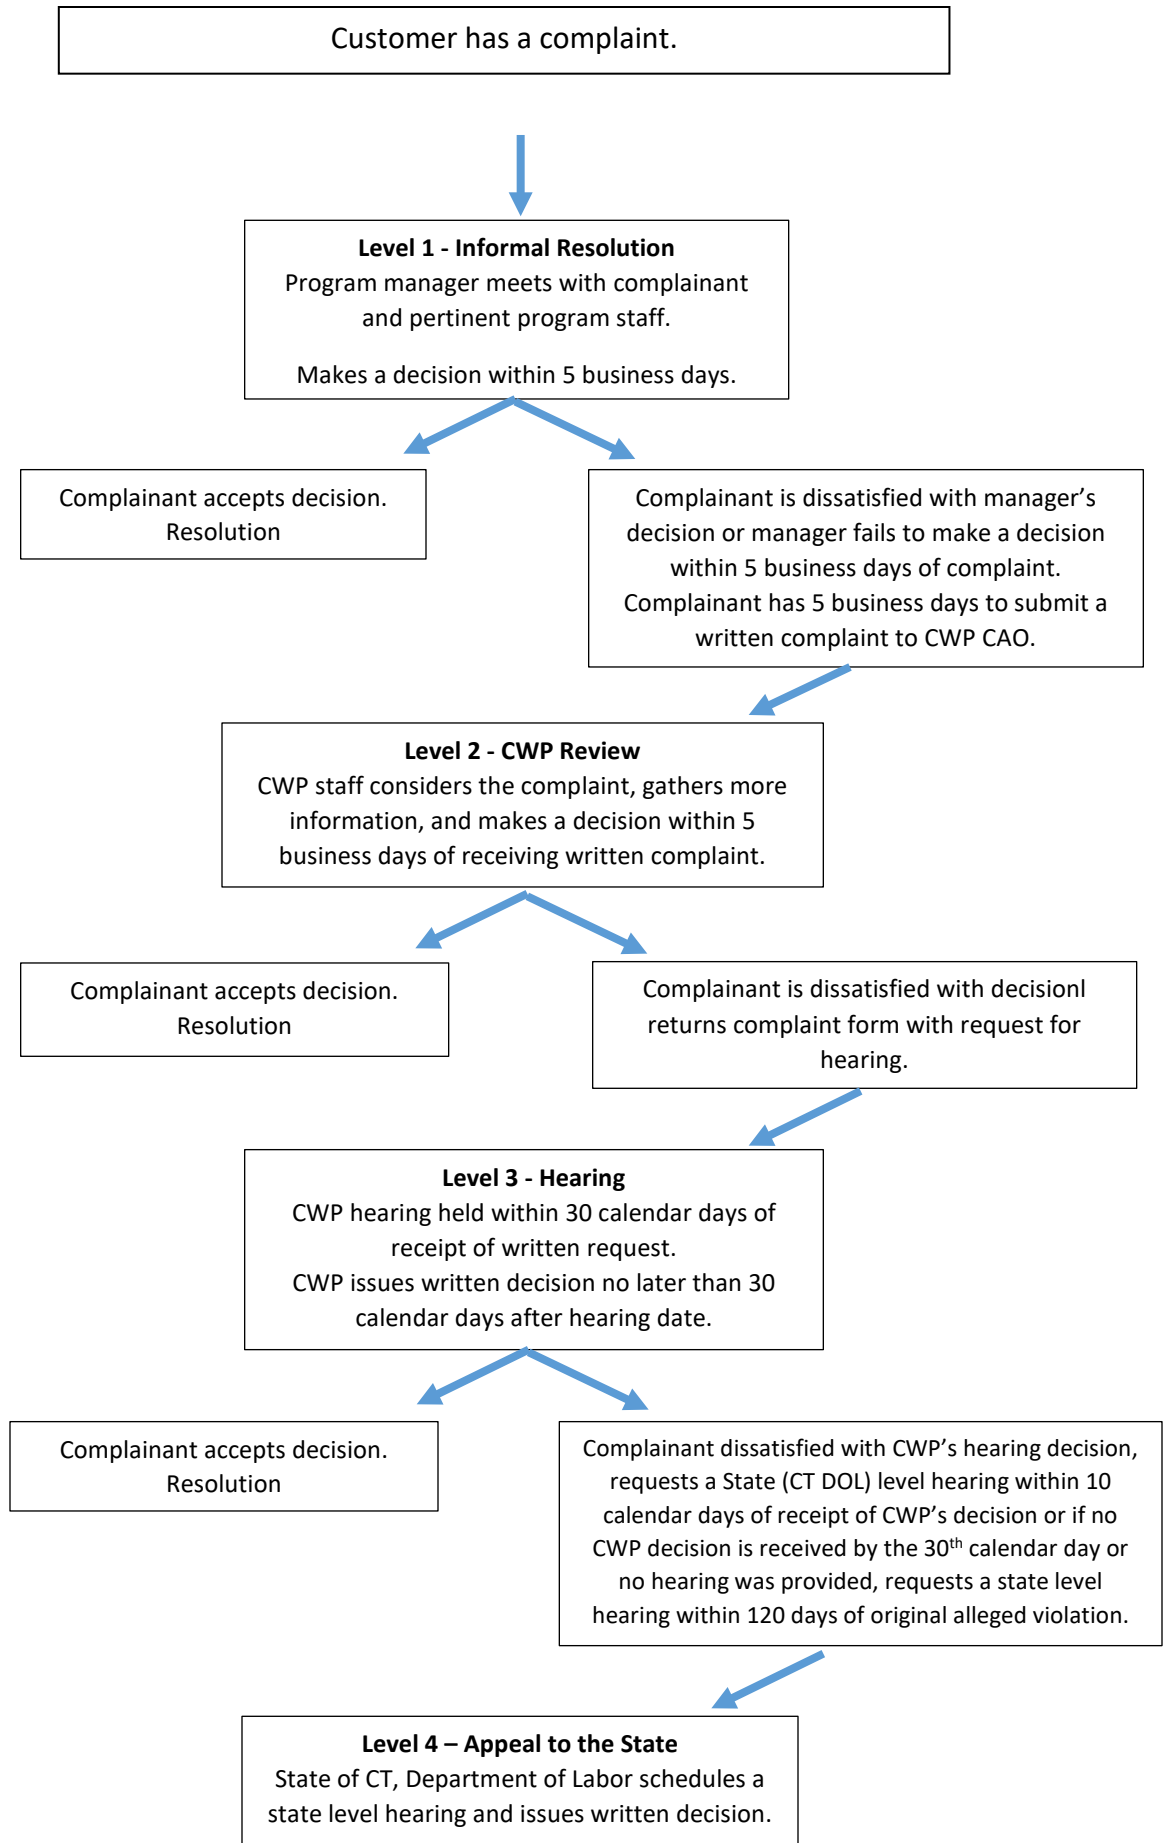 Customer has a complaint.
Level 1 - Informal Resolution
Program manager meets with complainant
and pertinent program staff.
Makes a decision within 5 business days.
Complainant accepts decision.
Resolution
Complainant is dissatisfied with manager’s
decision or manager fails to make a decision
within 5 business days of complaint.
Complainant has 5 business days to submit a
written complaint to CWP CAO.
Level 2 - CWP Review
CWP staff considers the complaint, gathers more
information, and makes a decision within 5
business days of receiving written complaint.
Complainant accepts decision.
Resolution
Complainant is dissatisfied with decisionl
returns complaint form with request for
hearing.
Level 3 - Hearing
CWP hearing held within 30 calendar days of
receipt of written request.
CWP issues written decision no later than 30
calendar days after hearing date.
Complainant accepts decision.
Resolution
Complainant dissatisfied with CWP’s hearing decision,
requests a State (CT DOL) level hearing within 10
calendar days of receipt of CWP’s decision or if no
CWP decision is received by the 30th calendar day or
no hearing was provided, requests a state level
hearing within 120 days of original alleged violation.
Level 4 – Appeal to the State
State of CT, Department of Labor schedules a
state level hearing and issues written decision.